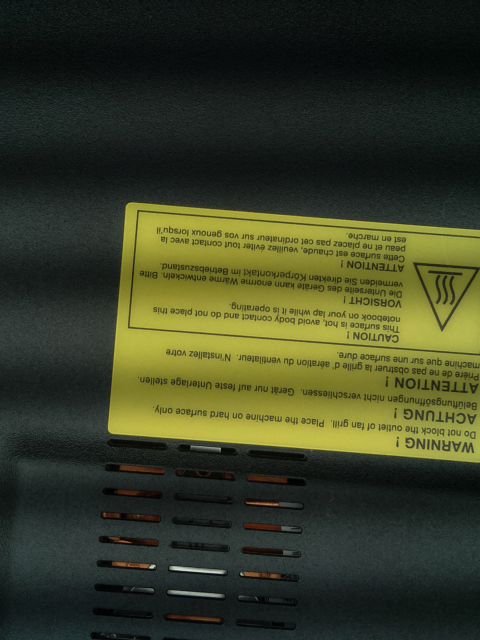 WARNING !
Do not block the outlet of fan grill. Place the machine on hard surface only.
ACHTUNG !
Belüftungsöffnungen nicht verschliessen. Gerät nur auf feste Unterlage stellen.
ATTENTION !
Prière de ne pas obstruer la grille d'aération du ventilateur. N'installez votre
machine que sur une surface dure.
CAUTION !
This surface is hot, avoid body contact and do not place this
notebook on your lap while it is operating.
VORSICHT !
Die Unterseite des Gerätes kann enorme Wärme entwickeln. Bitte
vermeiden Sie direkten Körperkontakt im Betriebszustand.
ATTENTION !
Cette surface est chaude, veuillez éviter tout contact avec la
peau et ne placez pas cet ordinateur sur vos genoux lorsqu'il
est en marche.